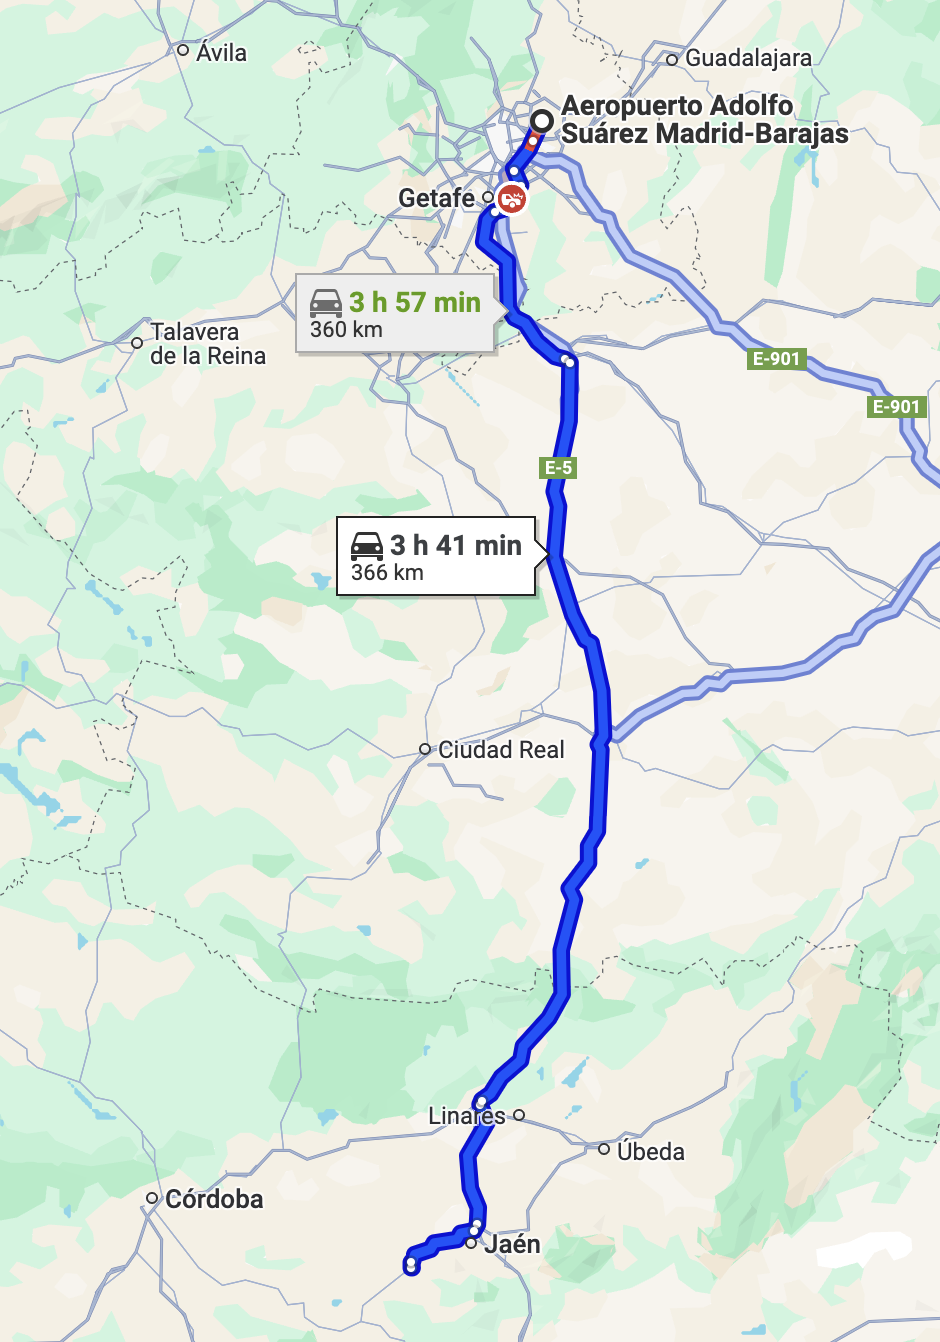 Ávila
Guadalajara
Aeropuerto Adolfo
Suárez Madrid-Barajas
Getafe
3 h 57 min
360 km
Talavera
de la Reina
E-901
E-901
E-5
3 h 41 min
366 km
Ciudad Real
Linares
Úbeda
Córdoba
Jaén